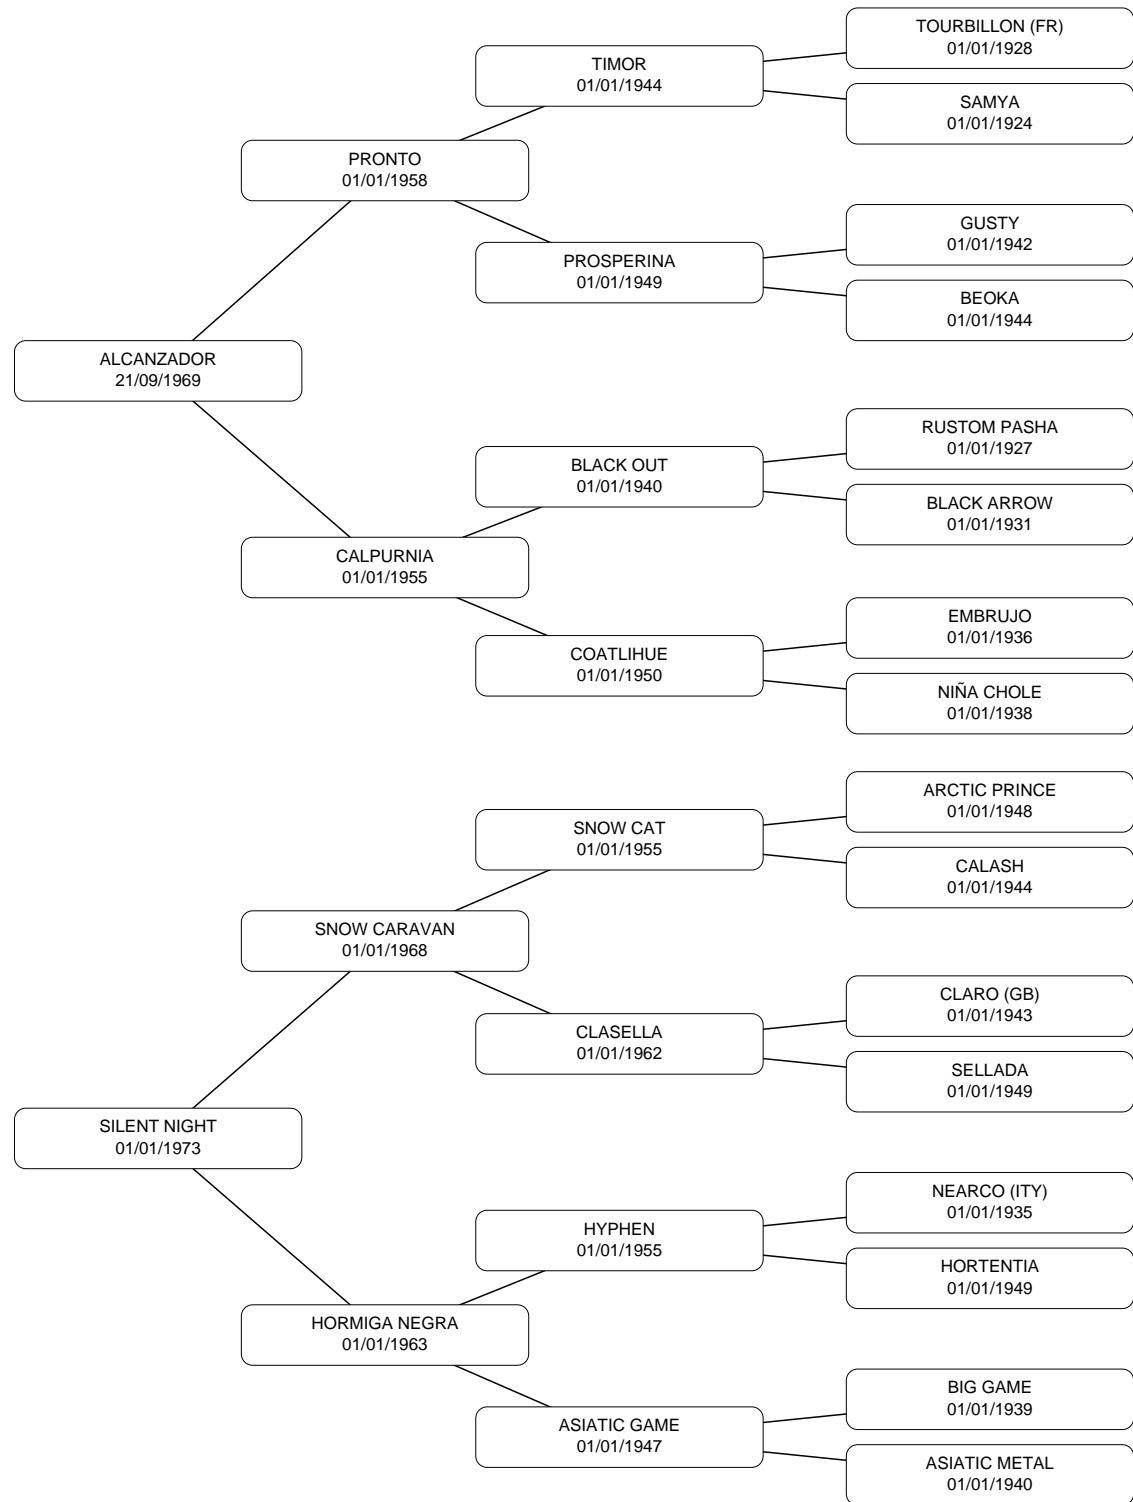 TOURBILLON (FR)
01/01/1928
TIMOR
01/01/1944
SAMYA
01/01/1924
PRONTO
01/01/1958
GUSTY
01/01/1942
PROSPERINA
01/01/1949
BEOKA
01/01/1944
ALCANZADOR
21/09/1969
RUSTOM PASHA
01/01/1927
BLACK OUT
01/01/1940
BLACK ARROW
01/01/1931
CALPURNIA
01/01/1955
EMBRUJO
01/01/1936
COATLIHUE
01/01/1950
NIÑA CHOLE
01/01/1938
ARCTIC PRINCE
01/01/1948
SNOW CAT
01/01/1955
CALASH
01/01/1944
SNOW CARAVAN
01/01/1968
CLARO (GB)
01/01/1943
CLASELLA
01/01/1962
SELLADA
01/01/1949
SILENT NIGHT
01/01/1973
NEARCO (ITY)
01/01/1935
HYPHEN
01/01/1955
HORTENTIA
01/01/1949
HORMIGA NEGRA
01/01/1963
BIG GAME
01/01/1939
ASIATIC GAME
01/01/1947
ASIATIC METAL
01/01/1940